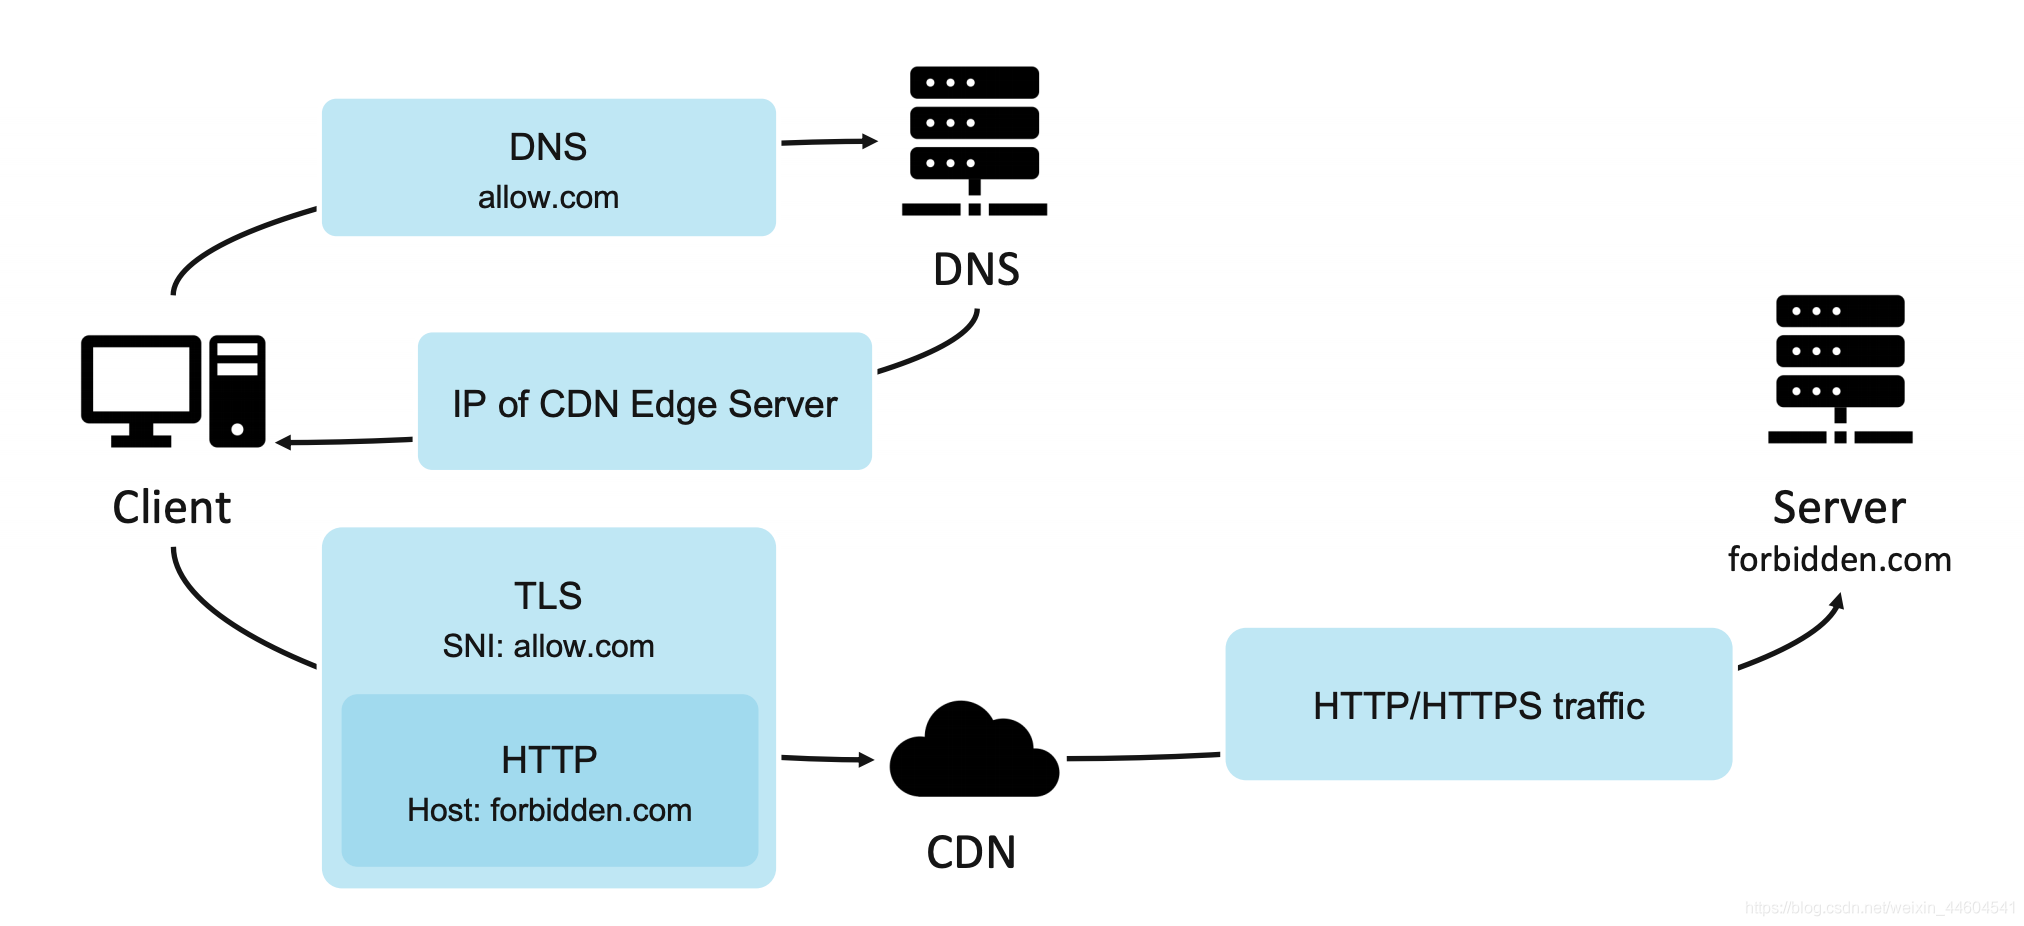 DNS
allow.com
DNS
IP of CDN Edge Server
Client
Server
forbidden.com
TLS
SNI: allow.com
HTTP
Host: forbidden.com
HTTP/HTTPS traffic
CDN
https://blog.csdn.net/weixin_44604541